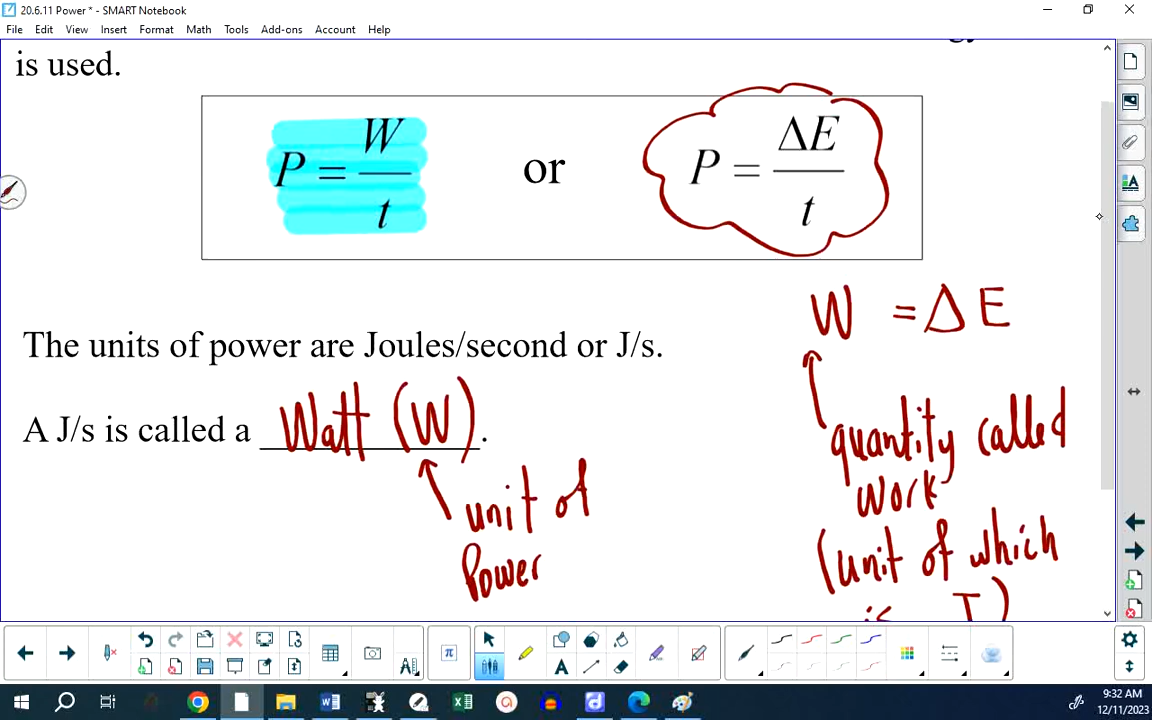 20.6.11 Power * - SMART Notebook
File Edit View Insert Format Math Tools Add-ons Account Help
is used.
P = W/t or P = ΔE/t
W = ΔE
The units of power are Joules/second or J/s.
A J/s is called a Watt (W).
quantity called
work
unit of
Power
(unit of which
is J)
9:32 AM
12/11/2023